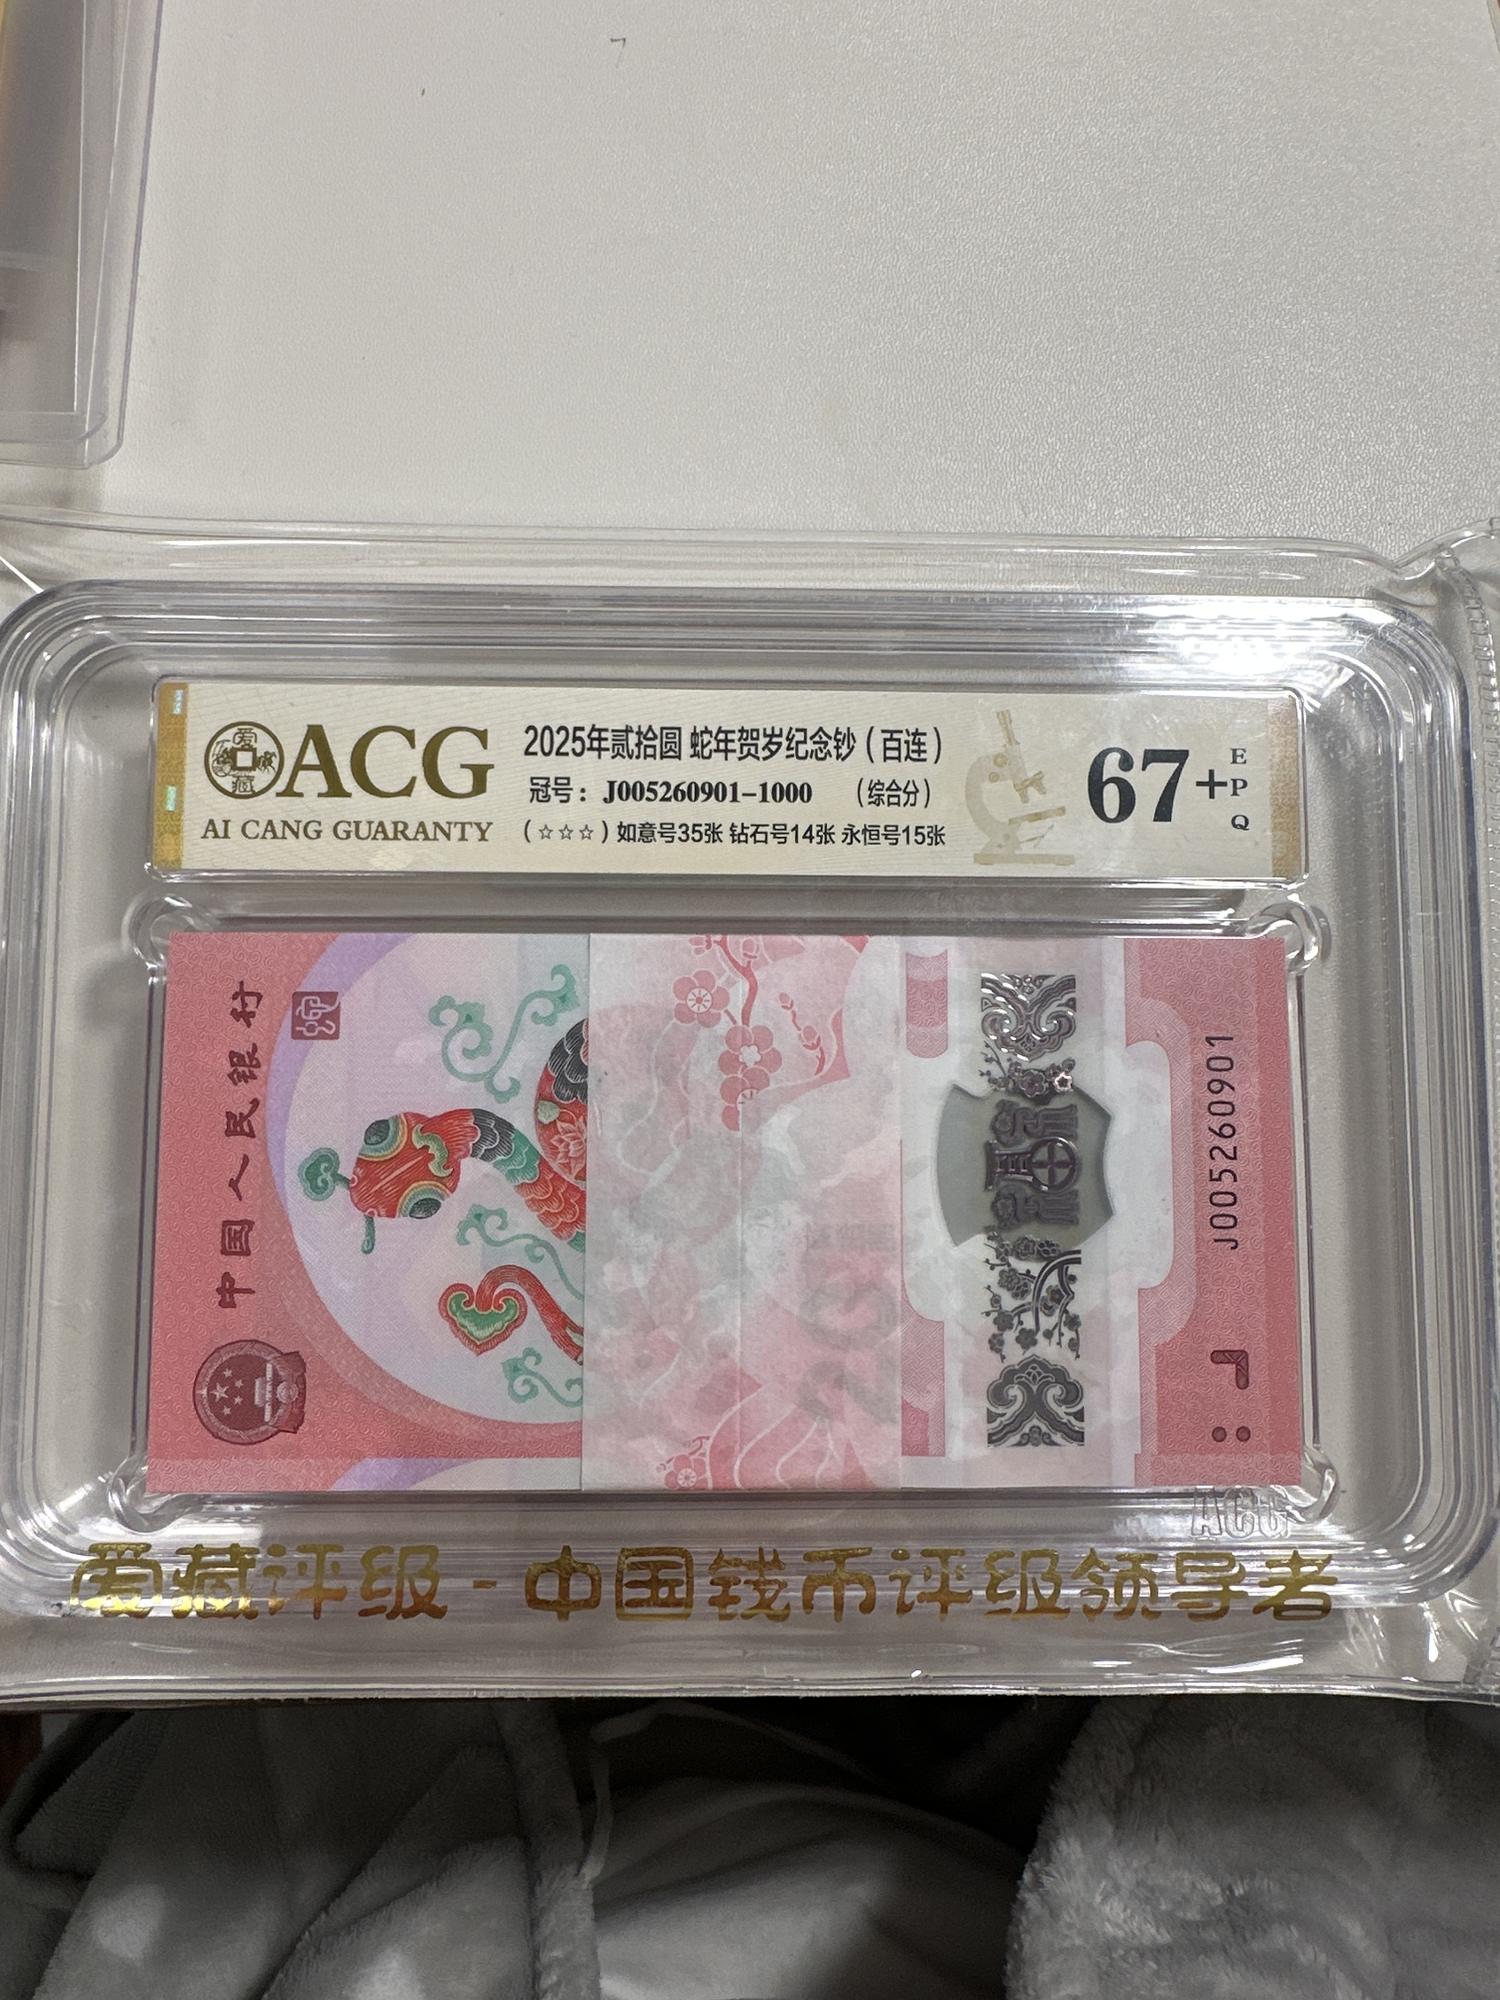 ACG
AI CANG GUARANTY
2025年贰拾圆 蛇年贺岁纪念钞（百连）
冠号：J005260901-1000 （综合分）
（☆☆☆）如意号35张 钻石号14张 永恒号15张
67+
EPQ
中国人民银行
20
J005260901
J
ACG
爱藏评级-中国钱币评级领导者